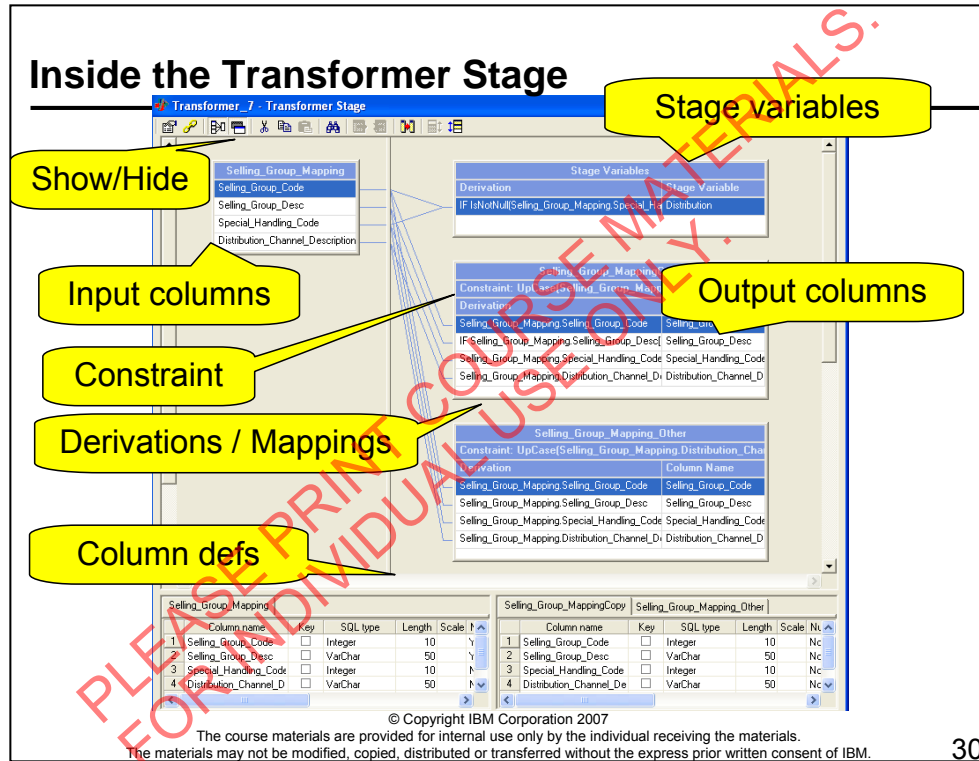 Inside the Transformer Stage
Transformer_7 - Transformer Stage
Stage variables
Show/Hide
Input columns
Constraint
Derivations / Mappings
Column defs
Output columns
Selling_Group_Mapping
Selling_Group_Code
Selling_Group_Desc
Special_Handling_Code
Distribution_Channel_Description
Stage Variables
Derivation Stage Variable
IF IsNotNull(Selling_Group_Mapping.Special_Ha Distribution
Selling_Group_Mapping
Constraint: UpCase(Selling_Group_Mapp
Derivation
Selling_Group_Mapping.Selling_Group_Code Selling_Grou
IF Selling_Group_Mapping.Selling_Group_Desc[ Selling_Group_Desc
Selling_Group_Mapping.Special_Handling_Code Special_Handling_Code
Selling_Group_Mapping.Distribution_Channel_De Distribution_Channel_D
Selling_Group_Mapping_Other
Constraint: UpCase(Selling_Group_Mapping.Distribution_Cha
Derivation Column Name
Selling_Group_Mapping.Selling_Group_Code Selling_Group_Code
Selling_Group_Mapping.Selling_Group_Desc Selling_Group_Desc
Selling_Group_Mapping.Special_Handling_Code Special_Handling_Code
Selling_Group_Mapping.Distribution_Channel_De Distribution_Channel_D
Selling_Group_Mapping
Column name Key SQL type Length Scale
1 Selling_Group_Code Integer 10
2 Selling_Group_Desc VarChar 50
3 Special_Handling_Code Integer 10
4 Distribution_Channel_D VarChar 50
Selling_Group_MappingCopy Selling_Group_Mapping_Other
Column name Key SQL type Length Scale Nu
1 Selling_Group_Code Integer 10 Nc
2 Selling_Group_Desc VarChar 50 Nc
3 Special_Handling_Code Integer 10 Nc
4 Distribution_Channel_De VarChar 50 Nc
PLEASE PRINT COURSE MATERIALS.
FOR INDIVIDUAL USE ONLY.
© Copyright IBM Corporation 2007
The course materials are provided for internal use only by the individual receiving the materials.
The materials may not be modified, copied, distributed or transferred without the express prior written consent of IBM.
30